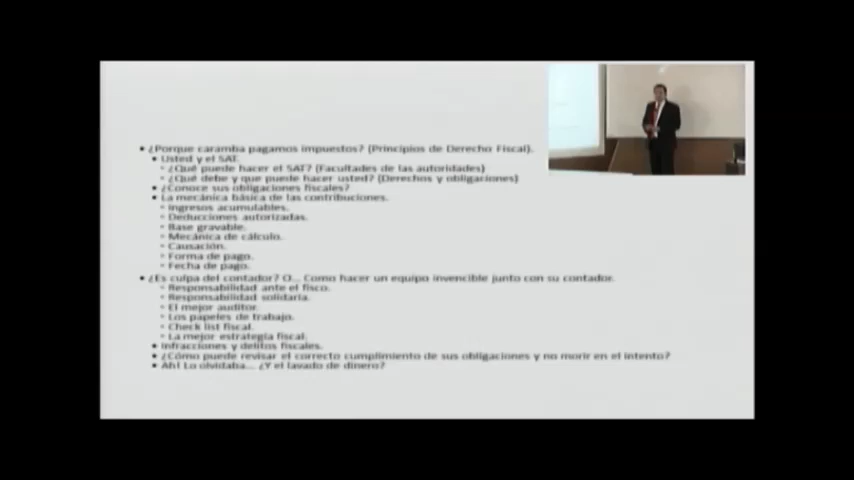 • ¿Porque caramba pagamos impuestos? (Principios de Derecho Fiscal).
• Usted y el SAT.
◦ ¿Qué puede hacer el SAT? (Facultades de las autoridades)
◦ ¿Qué debe y que puede hacer usted? (Derechos y obligaciones)
• ¿Conoce sus obligaciones fiscales?
• La mecánica básica de las contribuciones.
◦ Ingresos acumulables.
◦ Deducciones autorizadas.
◦ Base gravable.
◦ Mecánica de cálculo.
◦ Causación.
◦ Forma de pago.
◦ Fecha de pago.
• ¿Es culpa del contador? O... Como hacer un equipo invencible junto con su contador.
◦ Responsabilidad ante el fisco.
◦ Responsabilidad solidaria.
◦ El mejor auditor.
◦ Los papeles de trabajo.
◦ Check list fiscal.
◦ La mejor estrategia fiscal.
• Infracciones y delitos fiscales.
• ¿Cómo puede revisar el correcto cumplimiento de sus obligaciones y no morir en el intento?
• Ah! Lo olvidaba... ¿Y el lavado de dinero?